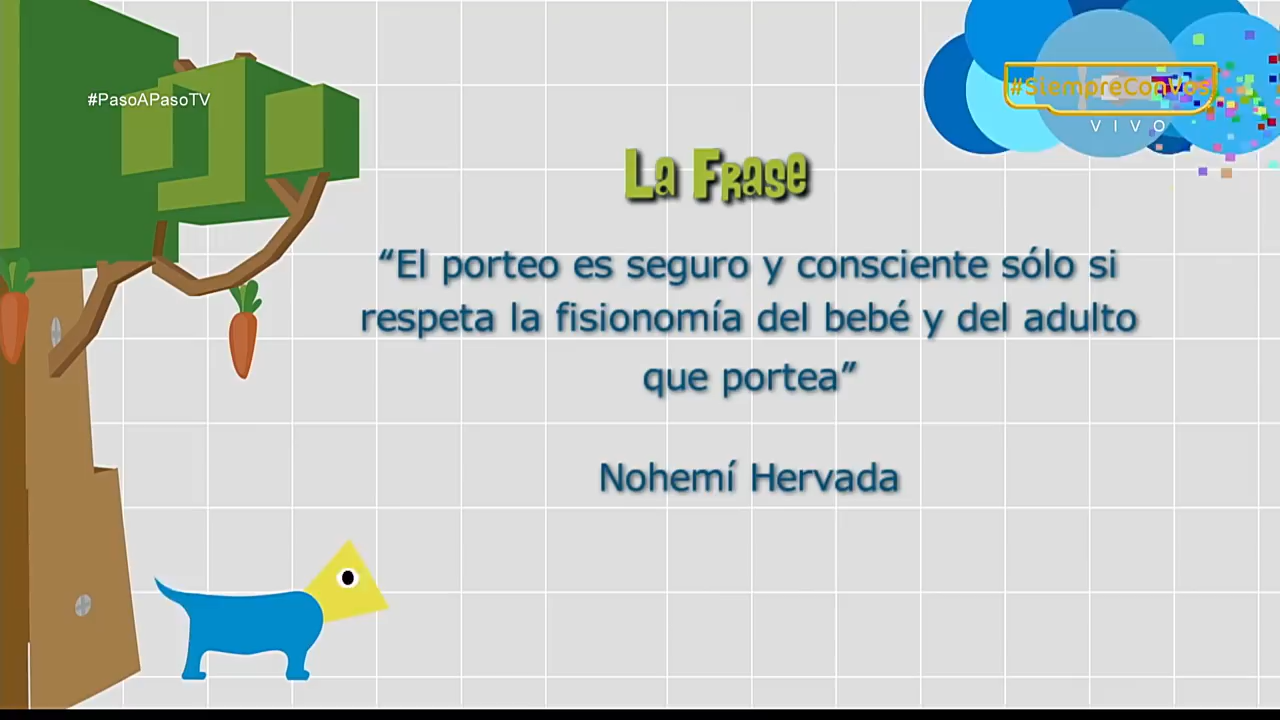 #PasoAPasoTV
#SiempreConVos
VIVO
La Frase
“El porteo es seguro y consciente sólo si
respeta la fisionomía del bebé y del adulto
que portea”
Nohemí Hervada